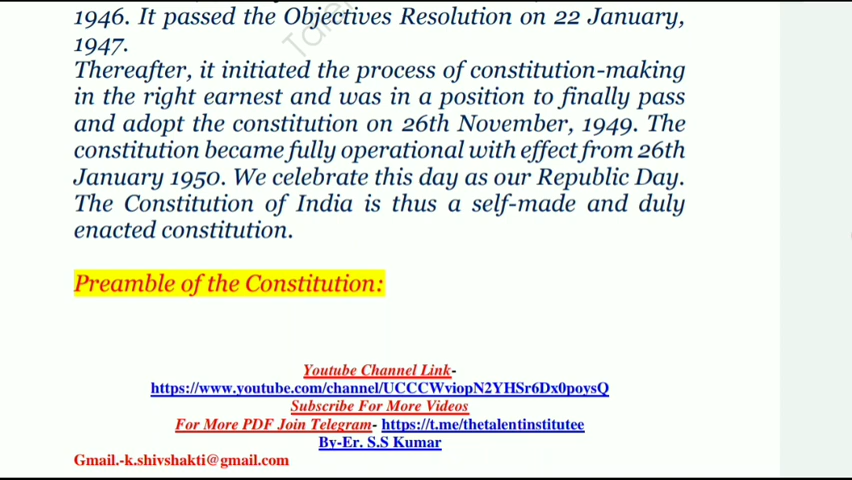 1946. It passed the Objectives Resolution on 22 January,
1947.
Thereafter, it initiated the process of constitution-making
in the right earnest and was in a position to finally pass
and adopt the constitution on 26th November, 1949. The
constitution became fully operational with effect from 26th
January 1950. We celebrate this day as our Republic Day.
The Constitution of India is thus a self-made and duly
enacted constitution.
Preamble of the Constitution:
Youtube Channel Link-
https://www.youtube.com/channel/UCCCWviopN2YHSr6Dx0poysQ
Subscribe For More Videos
For More PDF Join Telegram- https://t.me/thetalentinstitutee
By-Er. S.S Kumar
Gmail.-k.shivshakti@gmail.com